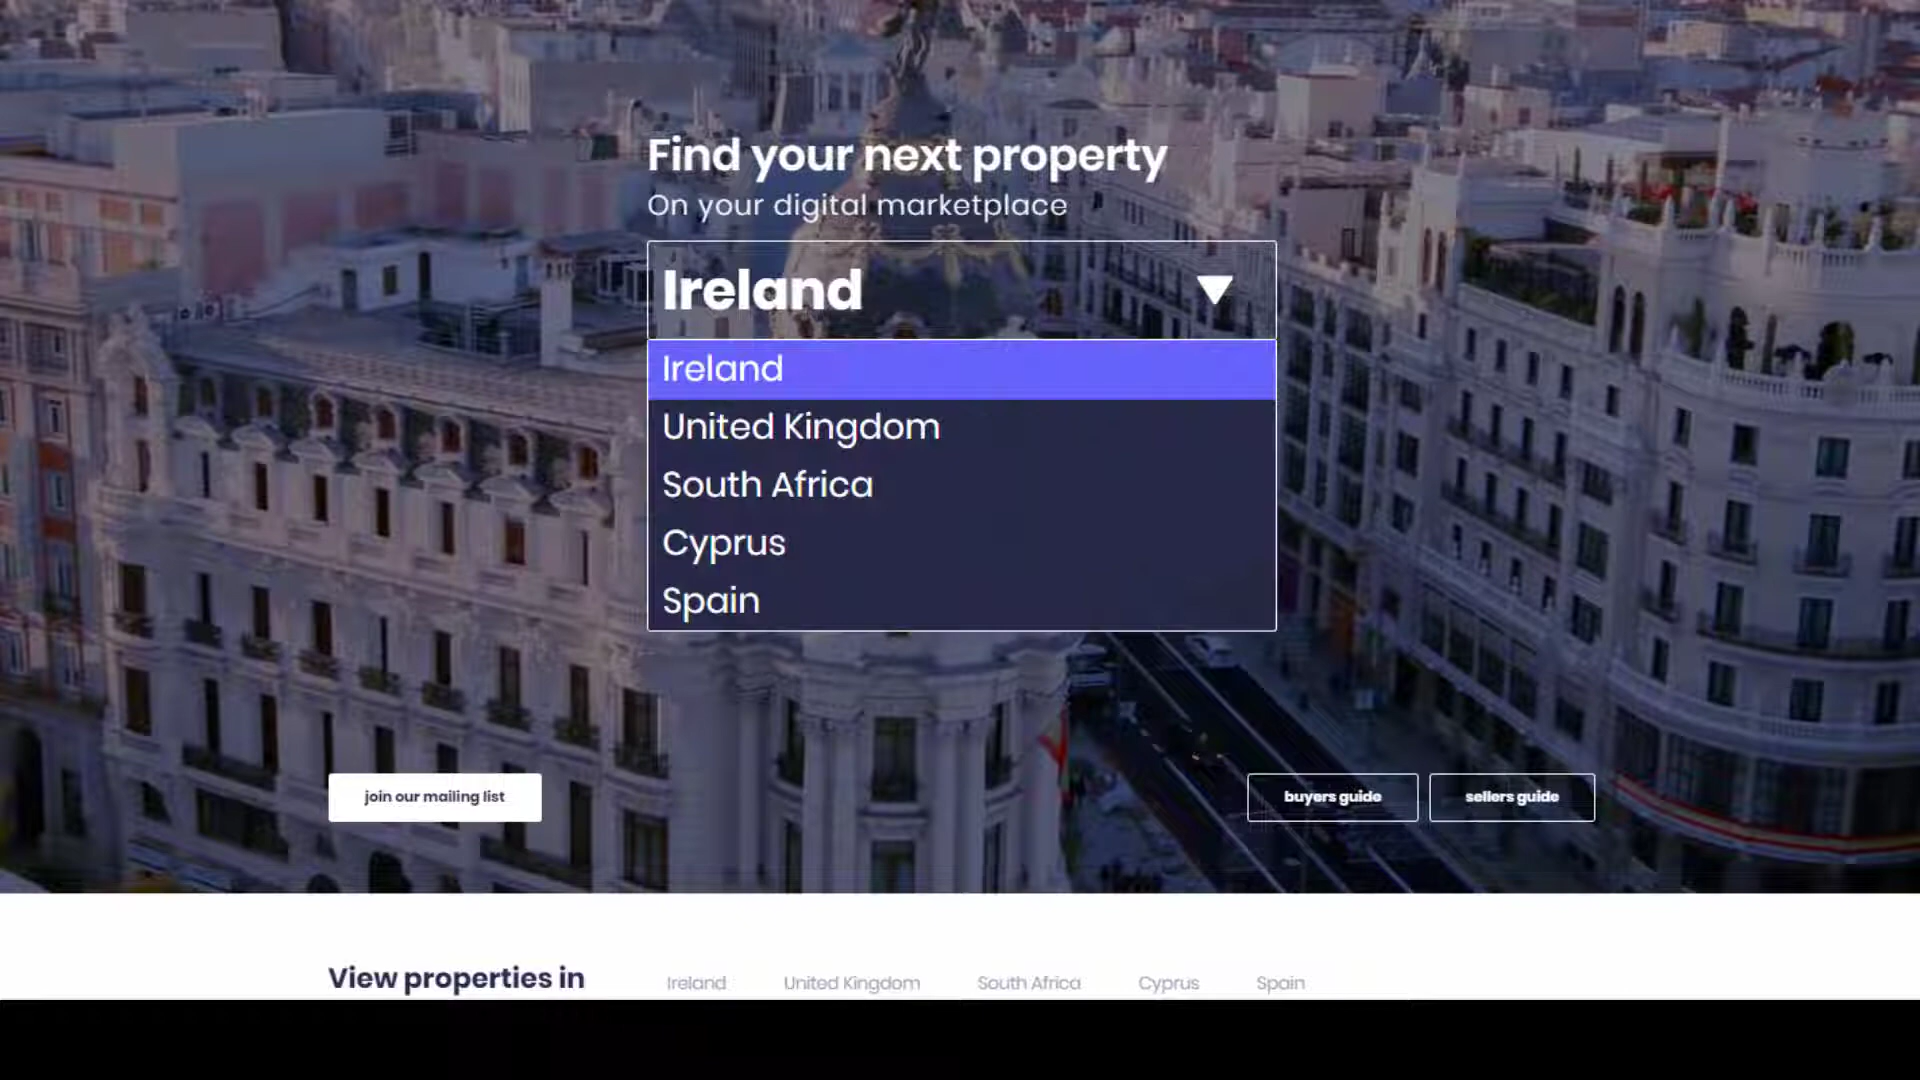 Find your next property
On your digital marketplace
Ireland
Ireland
United Kingdom
South Africa
Cyprus
Spain
join our mailing list
buyers guide
sellers guide
View properties in
Ireland
United Kingdom
South Africa
Cyprus
Spain